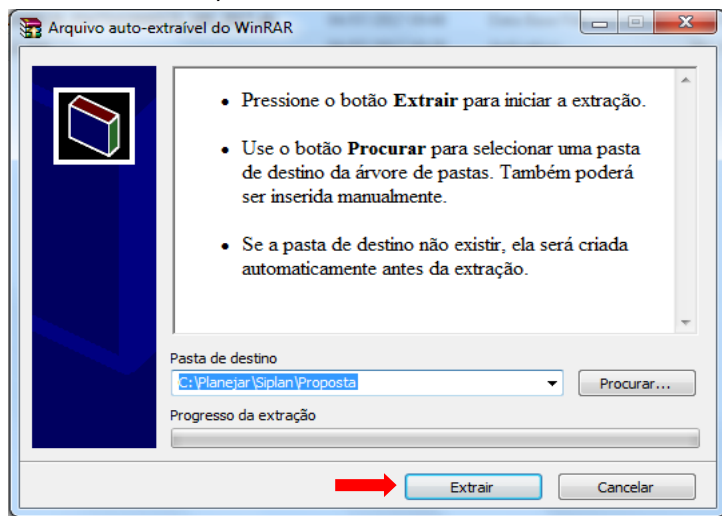 Arquivo auto-extraível do WinRAR
• Pressione o botão Extrair para iniciar a extração.
• Use o botão Procurar para selecionar uma pasta
de destino da árvore de pastas. Também poderá
ser inserida manualmente.
• Se a pasta de destino não existir, ela será criada
automaticamente antes da extração.
Pasta de destino
C:\Planejar\Siplan\Proposta
Procurar...
Progresso da extração
Extrair
Cancelar